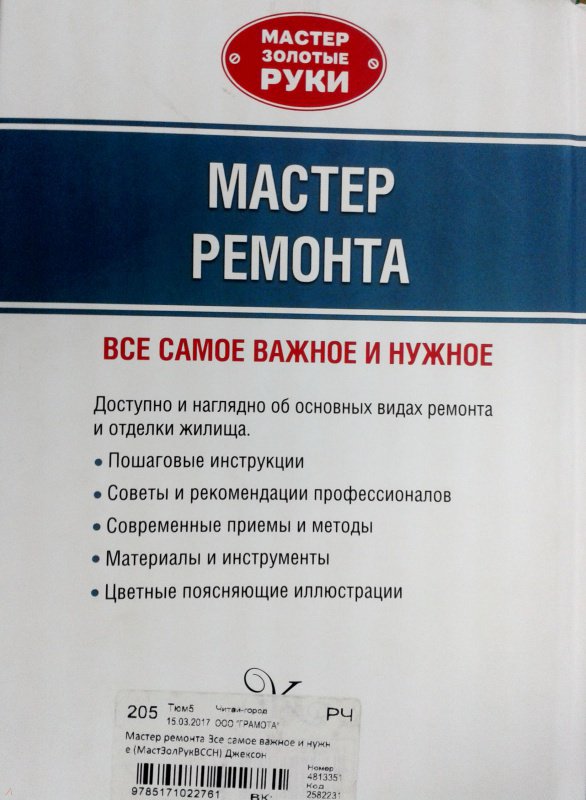 МАСТЕР
ЗОЛОТЫЕ
РУКИ
МАСТЕР
РЕМОНТА
ВСЕ САМОЕ ВАЖНОЕ И НУЖНОЕ
Доступно и наглядно об основных видах ремонта
и отделки жилища.
• Пошаговые инструкции
• Советы и рекомендации профессионалов
• Современные приемы и методы
• Материалы и инструменты
• Цветные поясняющие иллюстрации
205 Тюм5 Читай-город РЧ
15.03.2017 ООО "ГРАМОТА"
Мастер ремонта Все самое важное и нужн
е (МастЗолРукВССН) Джексон
Номер
4813351
Код
2582231
9785171022761 ВК: